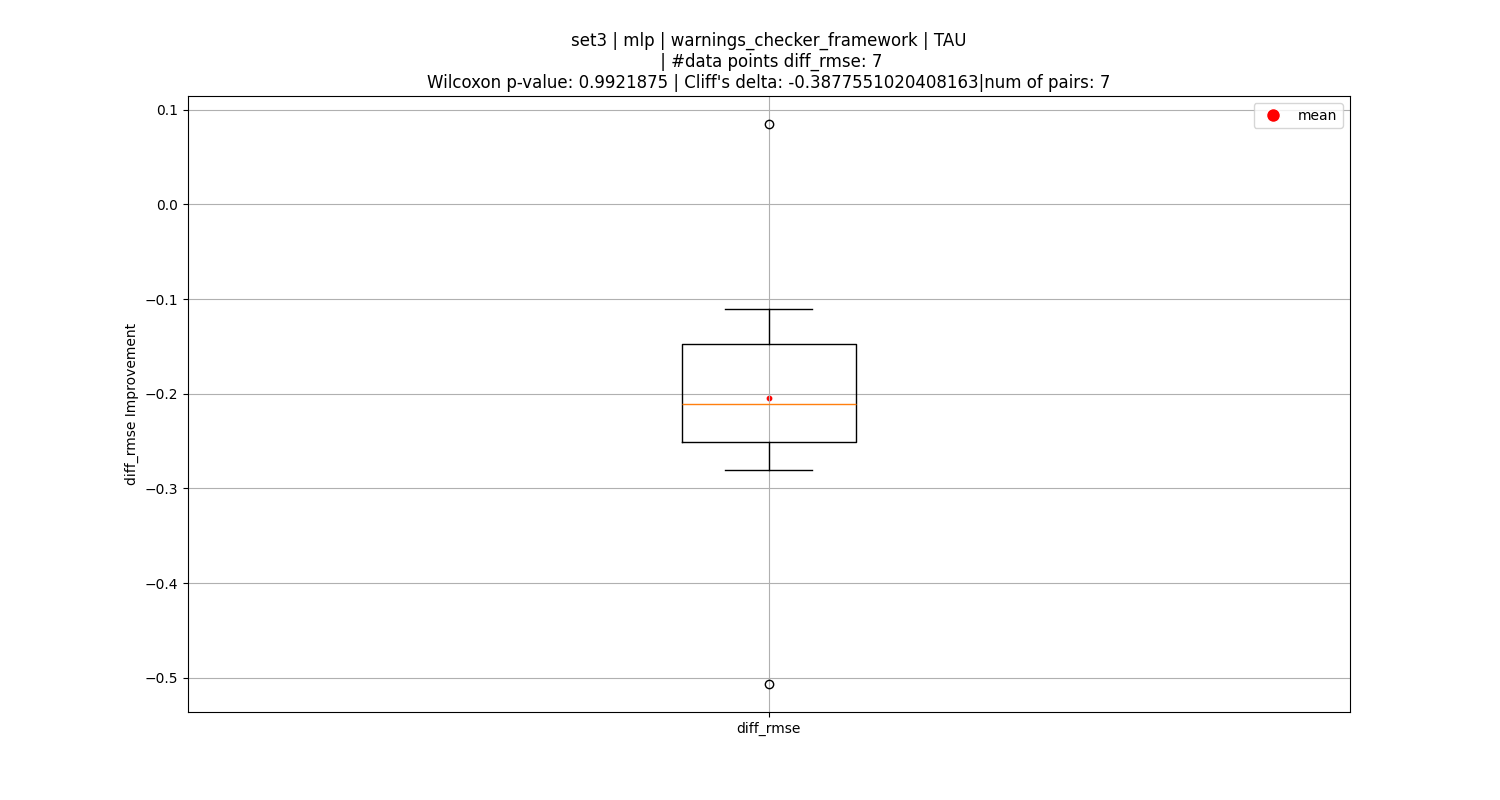 set3 | mlp | warnings_checker_framework | TAU
| #data points diff_rmse: 7
Wilcoxon p-value: 0.9921875 | Cliff's delta: -0.3877551020408163|num of pairs: 7
mean
0.1
0.0
−0.1
−0.2
−0.3
−0.4
−0.5
diff_rmse Improvement
diff_rmse